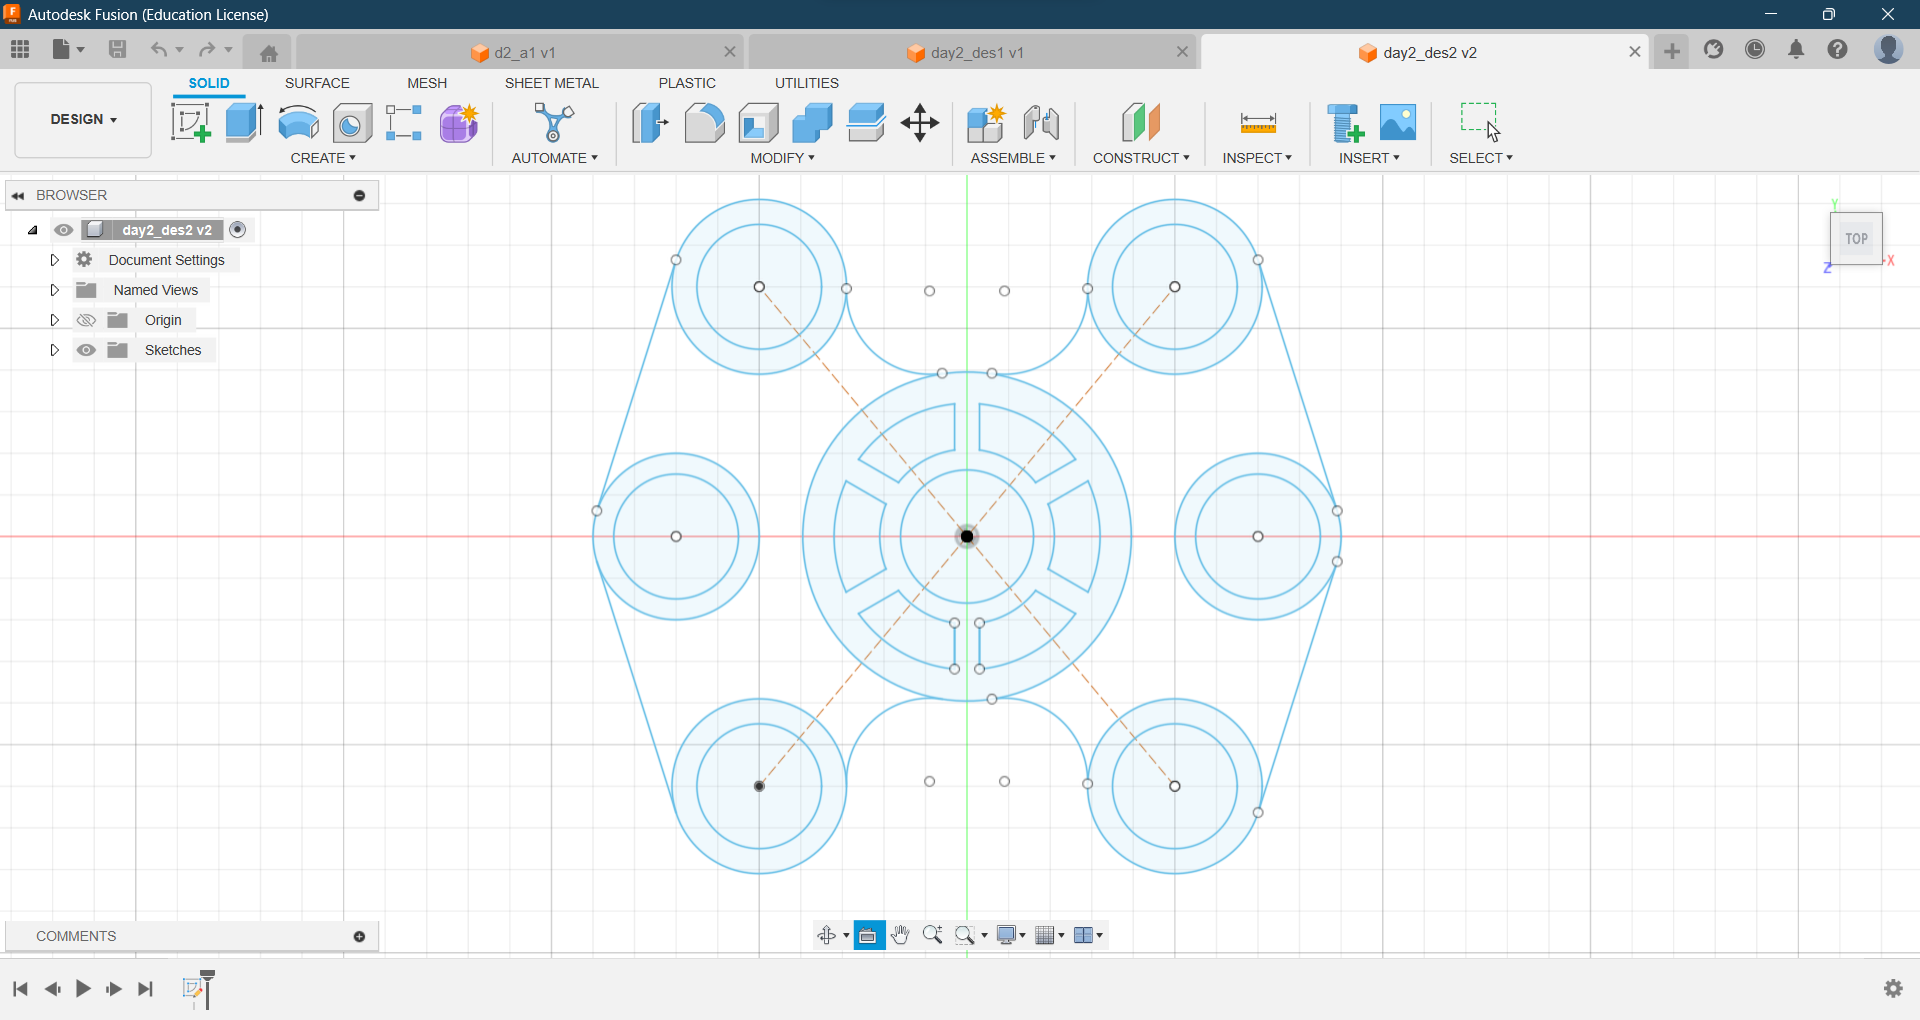 Autodesk Fusion (Education License)
d2_a1 v1
day2_des1 v1
day2_des2 v2
SOLID
SURFACE
MESH
SHEET METAL
PLASTIC
UTILITIES
DESIGN
CREATE
AUTOMATE
MODIFY
ASSEMBLE
CONSTRUCT
INSPECT
INSERT
SELECT
BROWSER
day2_des2 v2
Document Settings
Named Views
Origin
Sketches
Y
TOP
X
Z
COMMENTS